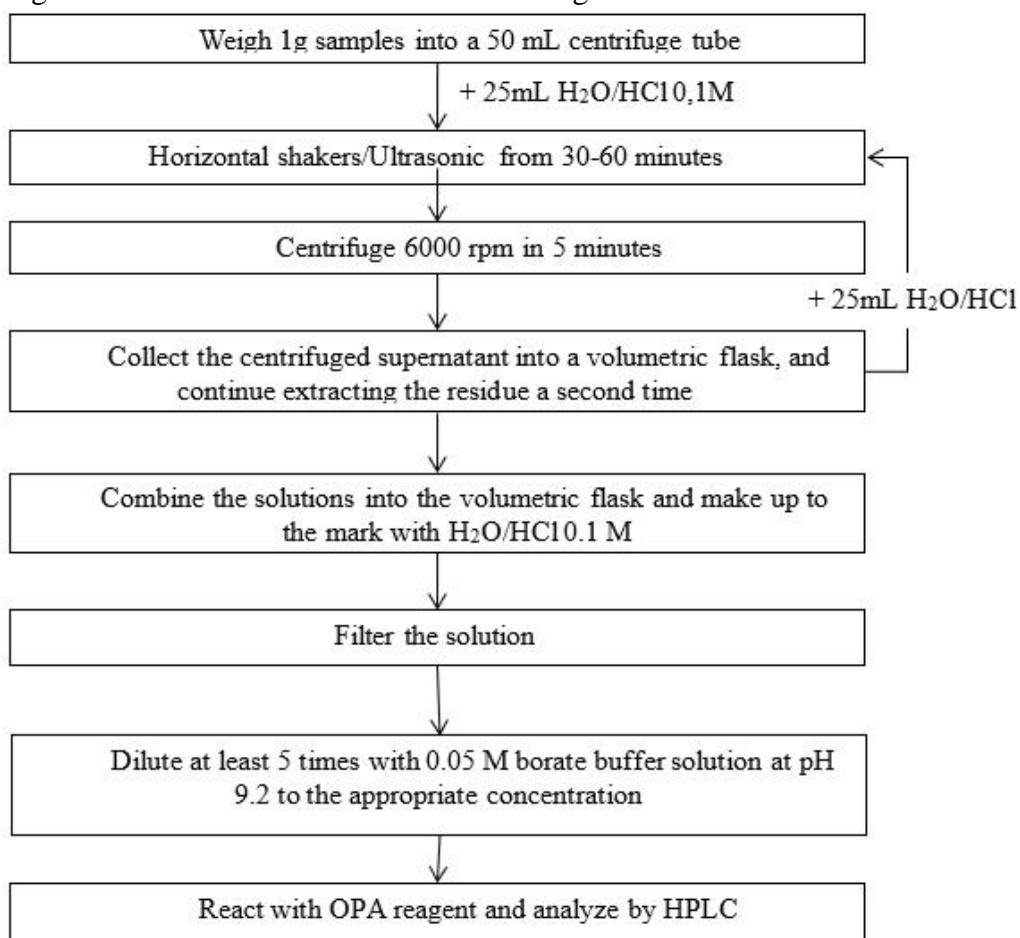 Weigh 1g samples into a 50 mL centrifuge tube
+ 25mL H₂O/HCl0,1M
Horizontal shakers/Ultrasonic from 30-60 minutes
Centrifuge 6000 rpm in 5 minutes
+ 25mL H₂O/HCl
Collect the centrifuged supernatant into a volumetric flask, and
continue extracting the residue a second time
Combine the solutions into the volumetric flask and make up to
the mark with H₂O/HCl0.1 M
Filter the solution
Dilute at least 5 times with 0.05 M borate buffer solution at pH
9.2 to the appropriate concentration
React with OPA reagent and analyze by HPLC